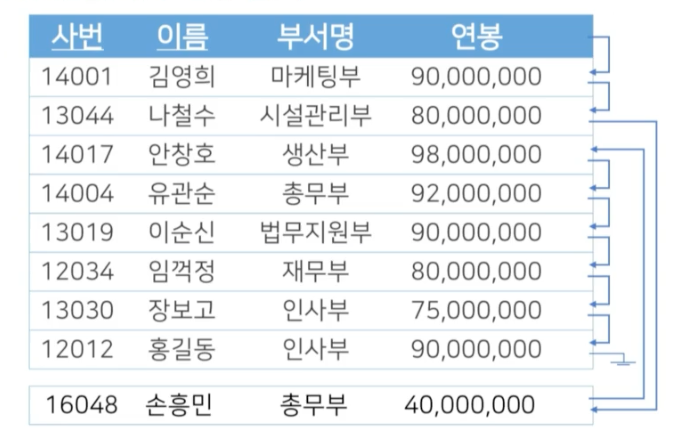 사번 이름 부서명 연봉
14001 김영희 마케팅부 90,000,000
13044 나철수 시설관리부 80,000,000
14017 안창호 생산부 98,000,000
14004 유관순 총무부 92,000,000
13019 이순신 법무지원부 90,000,000
12034 임꺽정 재무부 80,000,000
13030 장보고 인사부 75,000,000
12012 홍길동 인사부 90,000,000
16048 손흥민 총무부 40,000,000